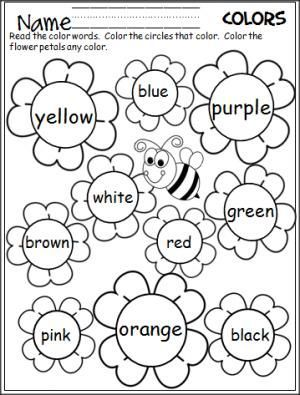 Name COLORS
Read the color words. Color the circles that color. Color the
flower petals any color.
blue
yellow
purple
white
green
brown
red
pink
orange
black